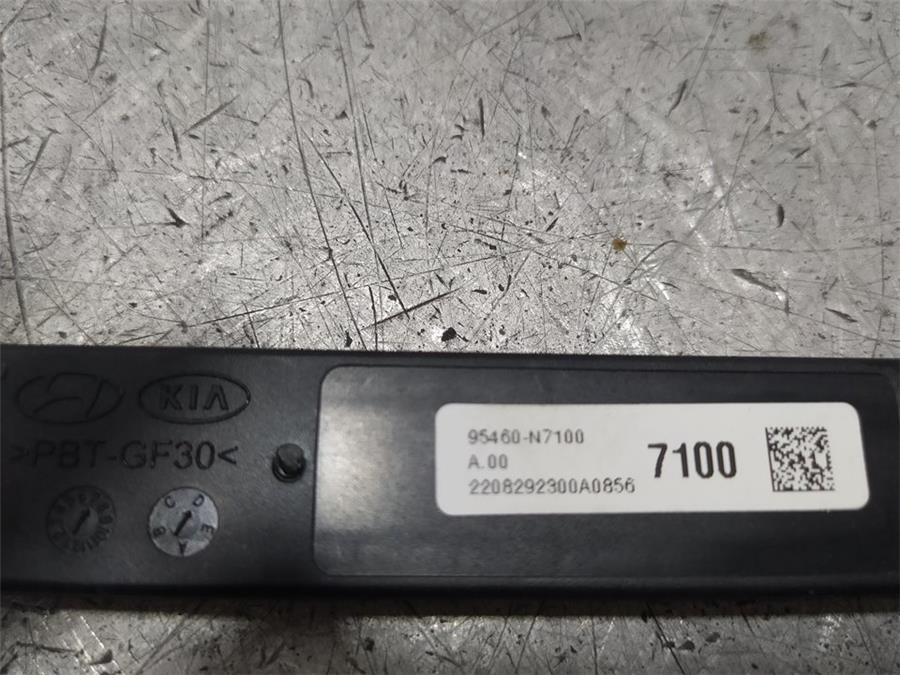 KIA
>PBT-GF30<
C D E A B
95460-N7100
A.00
2208292300A0856
7100